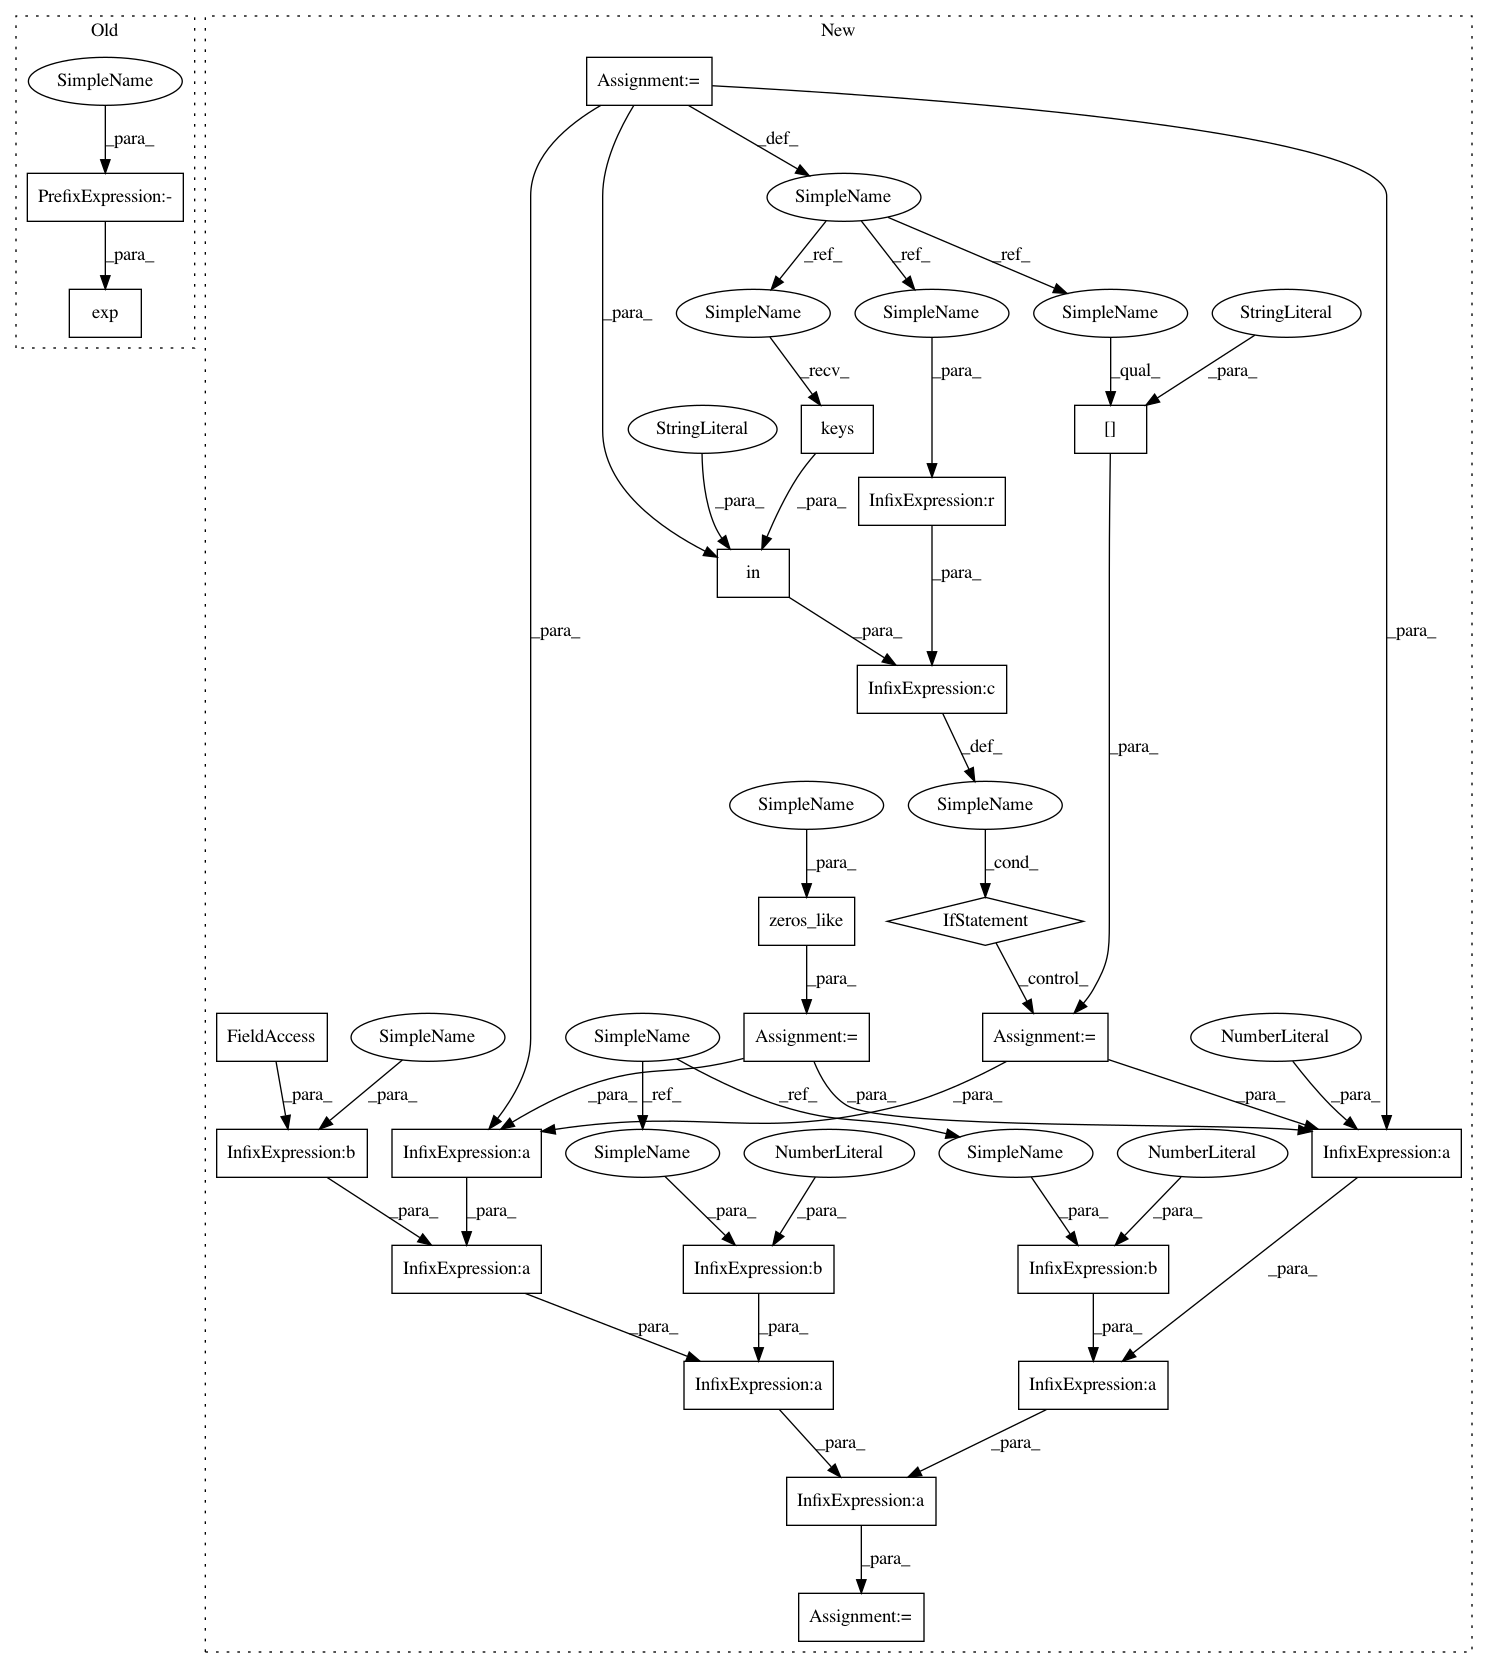 Old
New
SimpleName
Assignment:=
_para_
_def_
PrefixExpression:-
SimpleName
_para_
_ref_
_ref_
_ref_
exp
_para_
SimpleName
SimpleName
SimpleName
StringLiteral
_recv_
_para_
_qual_
_para_
StringLiteral
keys
[]
_para_
_para_
InfixExpression:r
in
_para_
_para_
_para_
_para_
InfixExpression:c
_def_
_para_
SimpleName
SimpleName
_para_
_cond_
zeros_like
IfStatement
_para_
_control_
FieldAccess
SimpleName
SimpleName
Assignment:=
Assignment:=
NumberLiteral
_para_
_para_
_para_
_ref_
_ref_
_para_
_para_
_para_
_para_
InfixExpression:b
InfixExpression:a
SimpleName
NumberLiteral
SimpleName
NumberLiteral
InfixExpression:a
_para_
_para_
_para_
_para_
_para_
_para_
InfixExpression:a
InfixExpression:b
InfixExpression:b
_para_
_para_
_para_
_para_
InfixExpression:a
InfixExpression:a
_para_
_para_
InfixExpression:a
_para_
Assignment:=